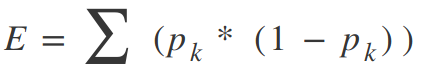 E = ∑ (p_k * (1 − p_k))